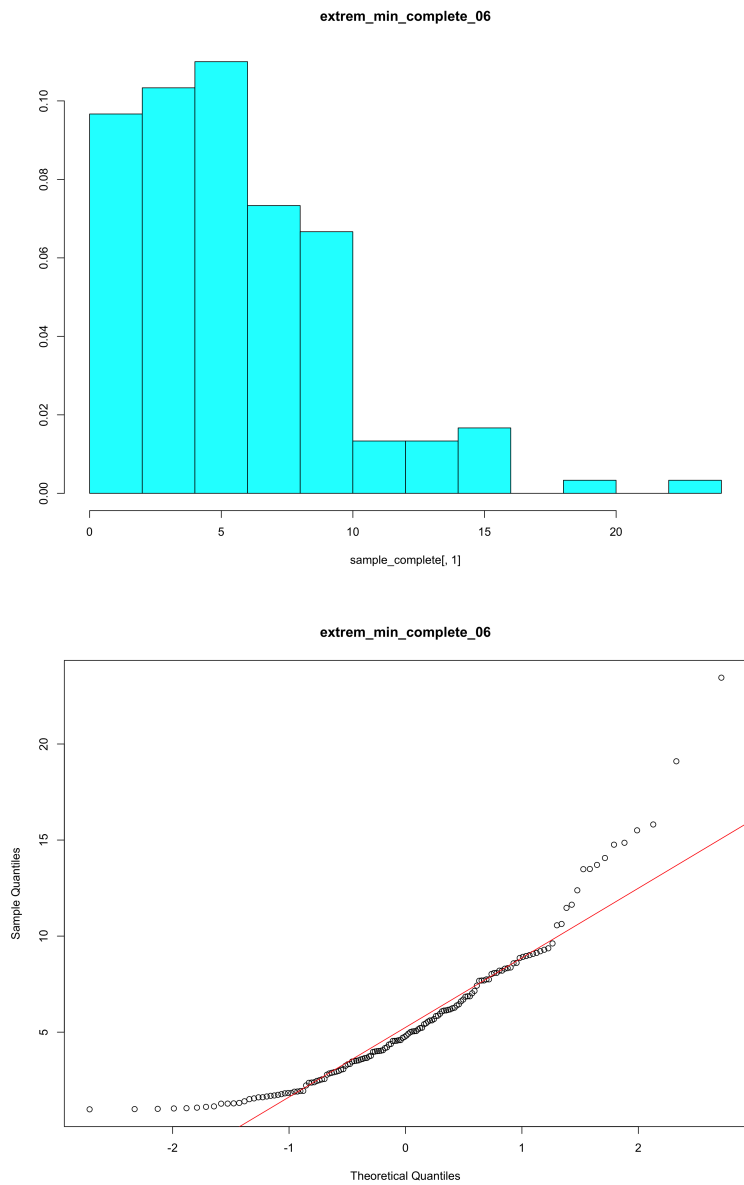 extrem_min_complete_06
0.10
0.08
0.06
0.04
0.02
0.00
0 5 10 15 20
sample_complete[, 1]
extrem_min_complete_06
20
15
10
5
Sample Quantiles
-2 -1 0 1 2
Theoretical Quantiles